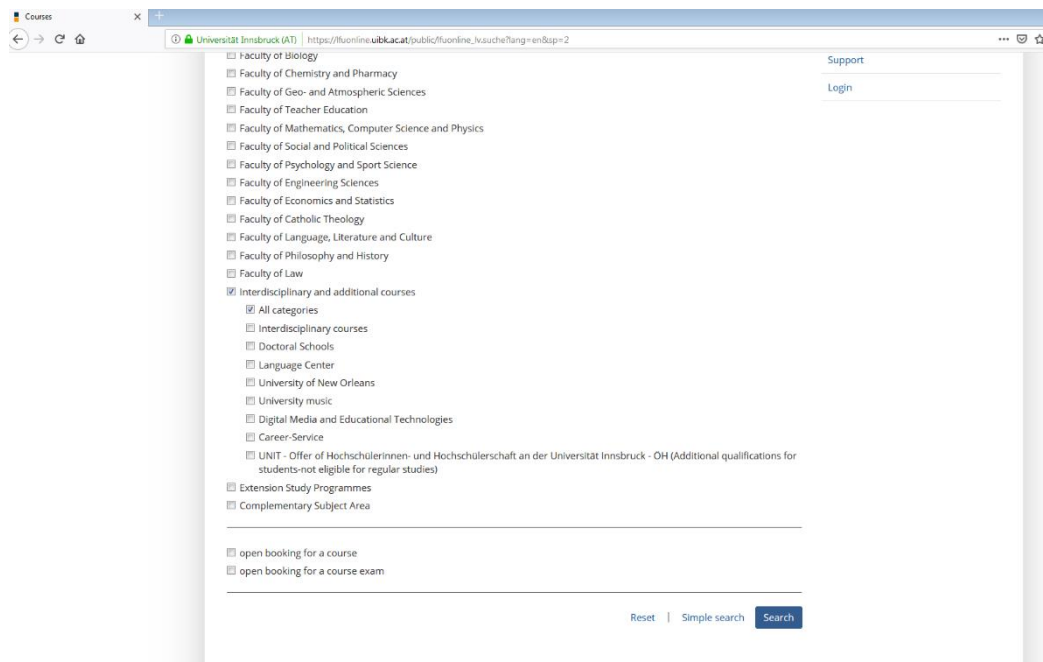 Courses
Universität Innsbruck (AT) https://lfuonline.uibk.ac.at/public/lfuonline_lv.suche?lang=en&sp=2
Faculty of Biology
Faculty of Chemistry and Pharmacy
Faculty of Geo- and Atmospheric Sciences
Faculty of Teacher Education
Faculty of Mathematics, Computer Science and Physics
Faculty of Social and Political Sciences
Faculty of Psychology and Sport Science
Faculty of Engineering Sciences
Faculty of Economics and Statistics
Faculty of Catholic Theology
Faculty of Language, Literature and Culture
Faculty of Philosophy and History
Faculty of Law
Interdisciplinary and additional courses
All categories
Interdisciplinary courses
Doctoral Schools
Language Center
University of New Orleans
University music
Digital Media and Educational Technologies
Career-Service
UNIT - Offer of Hochschülerinnen- und Hochschülerschaft an der Universität Innsbruck - ÖH (Additional qualifications for
students-not eligible for regular studies)
Extension Study Programmes
Complementary Subject Area
open booking for a course
open booking for a course exam
Reset | Simple search Search
Support
Login